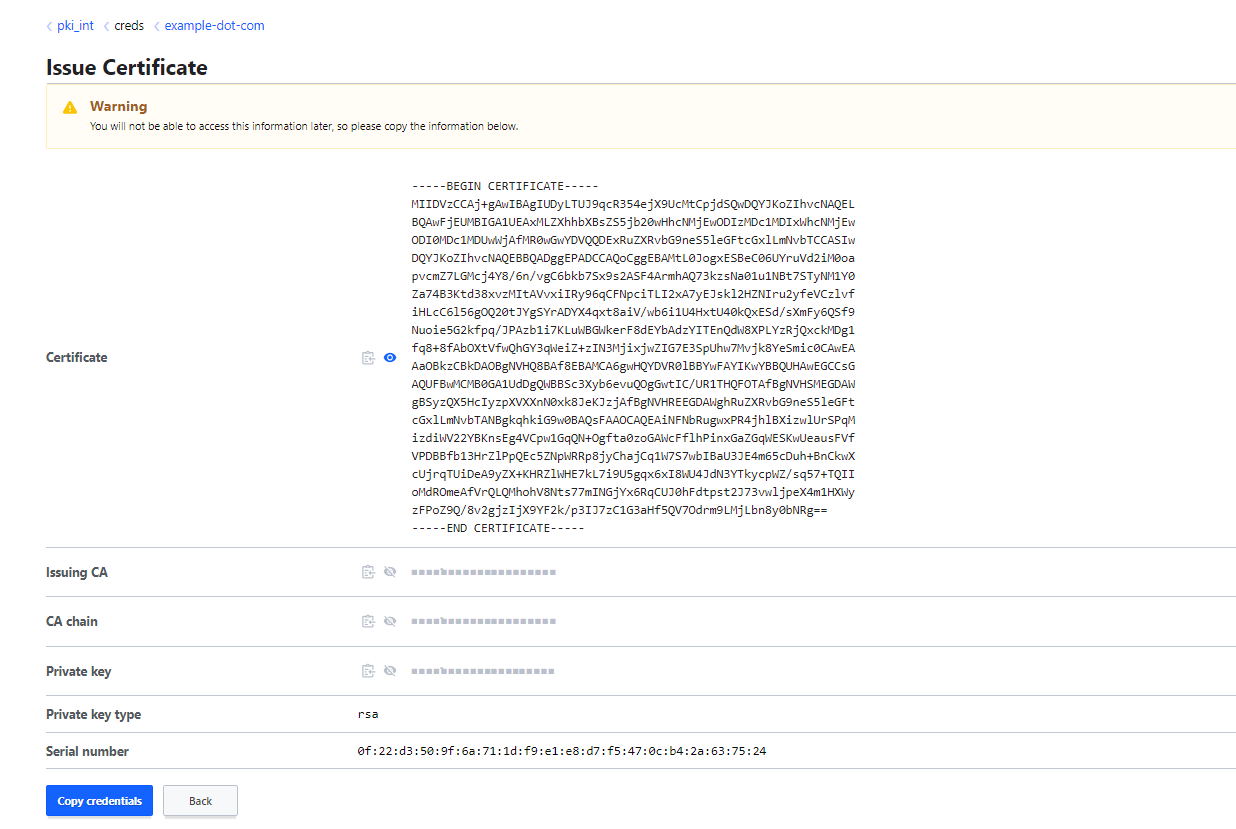 pki_int creds example-dot-com
Issue Certificate
Warning
You will not be able to access this information later, so please copy the information below.
Certificate
-----BEGIN CERTIFICATE-----
MIIDVzCCAj+gAwIBAgIUDyLTUJ9qcR354ejX9UcMtCpjdSQwDQYJKoZIhvcNAQEL
BQAwFjEUMBIGA1UEAxMLZXhhbXBsZS5jb20wHhcNMjEwODIzMDc1MDIxWhcNMjEw
ODI0MDc1MDUwWjAfMR0wGwYDVQQDExRuZXRvbG9neS5leGFtcGxlLmNvbTCCASIw
DQYJKoZIhvcNAQEBBQADggEPADCCAQoCggEBAMtL0JogxESBeC06UYruVd2iM0oa
pvcmZ7LGMcj4Y8/6n/vgC6bkb7Sx9s2ASF4ArmhAQ73kzsNa01u1NBt7STyNM1Y0
Za74B3Ktd38xvzMItAVvxiIRy96qCFNpciTLI2xA7yEJskl2HZNIru2yfeVCzlvf
iHLcC6l56gOQ20tJYgSYrADYX4qxt8aiV/wb6i1U4HxtU40kQxESd/sXmFy6QSf9
Nuoie5G2kfpq/JPAzb1i7KLuWBGWkerF8dEYbAdzYITEnQdW8XPLYzRjQxckMDg1
fq8+8fAbOXtVfwQhGY3qWeiZ+zIN3MjixjwZIG7E3SpUhw7Mvjk8YeSmic0CAwEA
AaOBkzCBkDAOBgNVHQ8BAf8EBAMCA6gwHQYDVR0lBBYwFAYIKwYBBQUHAwEGCCsG
AQUFBwMCMB0GA1UdDgQWBBSc3Xyb6evuQOgGwtIC/UR1THQFOTAfBgNVHSMEGDAW
gBSyzQX5HcIyzpXVXXnN0xk8JeKJzjAfBgNVHREEGDAWghRuZXRvbG9neS5leGFt
cGxlLmNvbTANBgkqhkiG9w0BAQsFAAOCAQEAiNFNbRugwxPR4jhlBXizwlUrSPqM
izdiWV22YBKnsEg4VCpw1GqQN+Ogfta0zoGAWcFflhPinxGaZGqWESKwUeausFVf
VPDBBfb13HrZlPpQEc5ZNpWRRp8jyChajCq1W7S7wbIBaU3JE4m65cDuh+BnCkwX
cUjrqTUiDeA9yZX+KHRZlWHE7kL7i9U5gqx6xI8WU4JdN3YTkycpWZ/sq57+TQII
oMdROmeAfVrQLQMhohV8Nts77mINGjYx6RqCUJ0hFdtpst2J73vwljpeX4m1HXWy
zFPoZ9Q/8v2gjzIjX9YF2k/p3IJ7zC1G3aHf5QV7Odrm9LMjLbn8y0bNRg==
-----END CERTIFICATE-----
Issuing CA
CA chain
Private key
Private key type rsa
Serial number 0f:22:d3:50:9f:6a:71:1d:f9:e1:e8:d7:f5:47:0c:b4:2a:63:75:24
Copy credentials Back